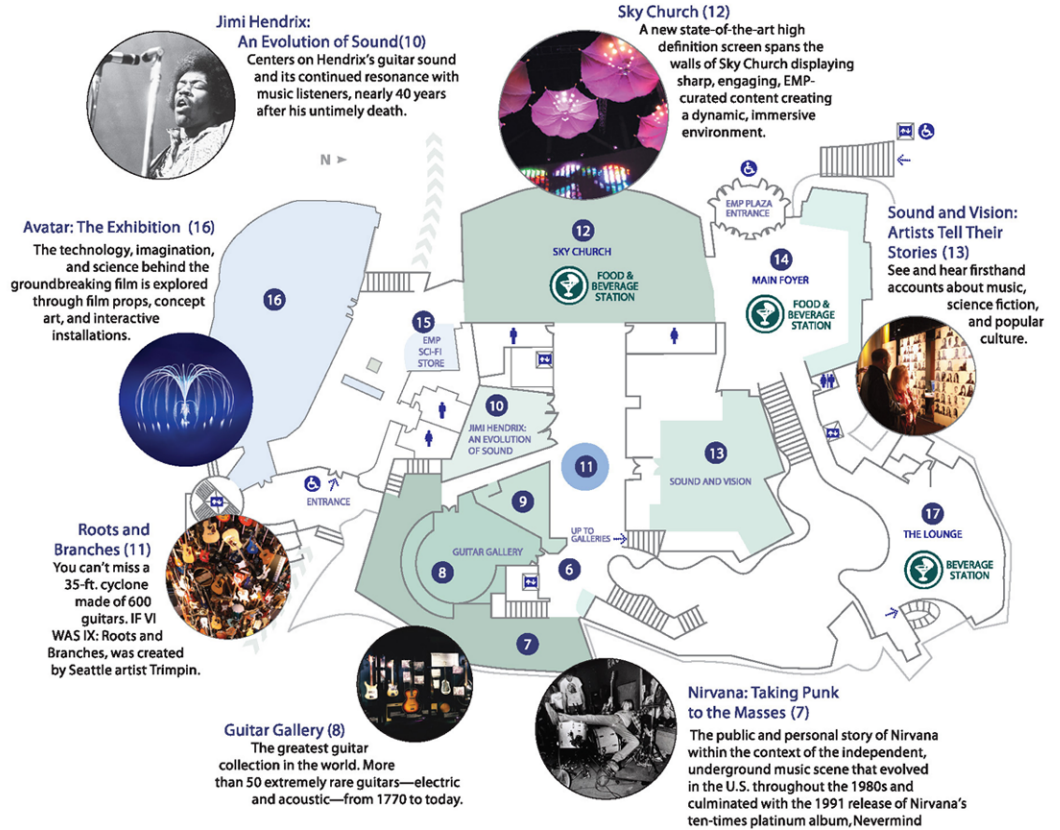 Jimi Hendrix:
An Evolution of Sound(10)
Centers on Hendrix's guitar sound
and its continued resonance with
music listeners, nearly 40 years
after his untimely death.
Sky Church (12)
A new state-of-the-art high
definition screen spans the
walls of Sky Church displaying
sharp, engaging, EMP-
curated content creating
a dynamic, immersive
environment.
N
Avatar: The Exhibition (16)
The technology, imagination,
and science behind the
groundbreaking film is explored
through film props, concept
art, and interactive
installations.
Sound and Vision:
Artists Tell Their
Stories (13)
See and hear firsthand
accounts about music,
science fiction,
and popular
culture.
EMP PLAZA
ENTRANCE
12
SKY CHURCH
FOOD &
BEVERAGE
STATION
14
MAIN FOYER
FOOD &
BEVERAGE
STATION
16
15
EMP
SCI-FI
STORE
10
JIMI HENDRIX:
AN EVOLUTION
OF SOUND
11
13
SOUND AND VISION
ENTRANCE
9
GUITAR GALLERY
8
UP TO
GALLERIES
6
17
THE LOUNGE
BEVERAGE
STATION
7
Roots and
Branches (11)
You can't miss a
35-ft. cyclone
made of 600
guitars. IF VI
WAS IX: Roots and
Branches, was created
by Seattle artist Trimpin.
Guitar Gallery (8)
The greatest guitar
collection in the world. More
than 50 extremely rare guitars—electric
and acoustic—from 1770 to today.
Nirvana: Taking Punk
to the Masses (7)
The public and personal story of Nirvana
within the context of the independent,
underground music scene that evolved
in the U.S. throughout the 1980s and
culminated with the 1991 release of Nirvana's
ten-times platinum album, Nevermind